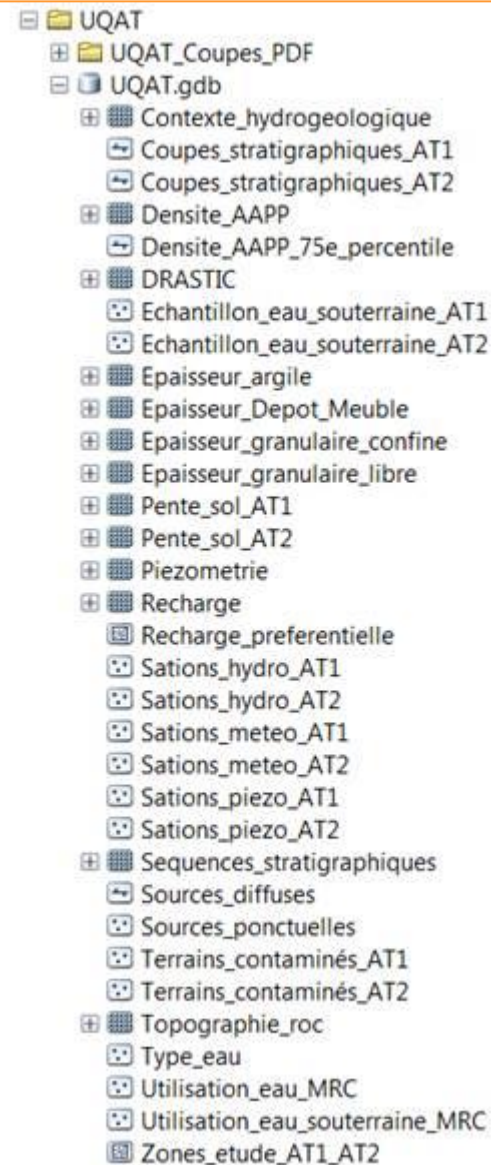 UQAT
UQAT_Coupes_PDF
UQAT.gdb
Contexte_hydrogeologique
Coupes_stratigraphiques_AT1
Coupes_stratigraphiques_AT2
Densite_AAPP
Densite_AAPP_75e_percentile
DRASTIC
Echantillon_eau_souterraine_AT1
Echantillon_eau_souterraine_AT2
Epaisseur_argile
Epaisseur_Depot_Meuble
Epaisseur_granulaire_confine
Epaisseur_granulaire_libre
Pente_sol_AT1
Pente_sol_AT2
Piezometrie
Recharge
Recharge_preferentielle
Sations_hydro_AT1
Sations_hydro_AT2
Sations_meteo_AT1
Sations_meteo_AT2
Sations_piezo_AT1
Sations_piezo_AT2
Sequences_stratigraphiques
Sources_diffuses
Sources_ponctuelles
Terrains_contaminés_AT1
Terrains_contaminés_AT2
Topographie_roc
Type_eau
Utilisation_eau_MRC
Utilisation_eau_souterraine_MRC
Zones_etude_AT1_AT2